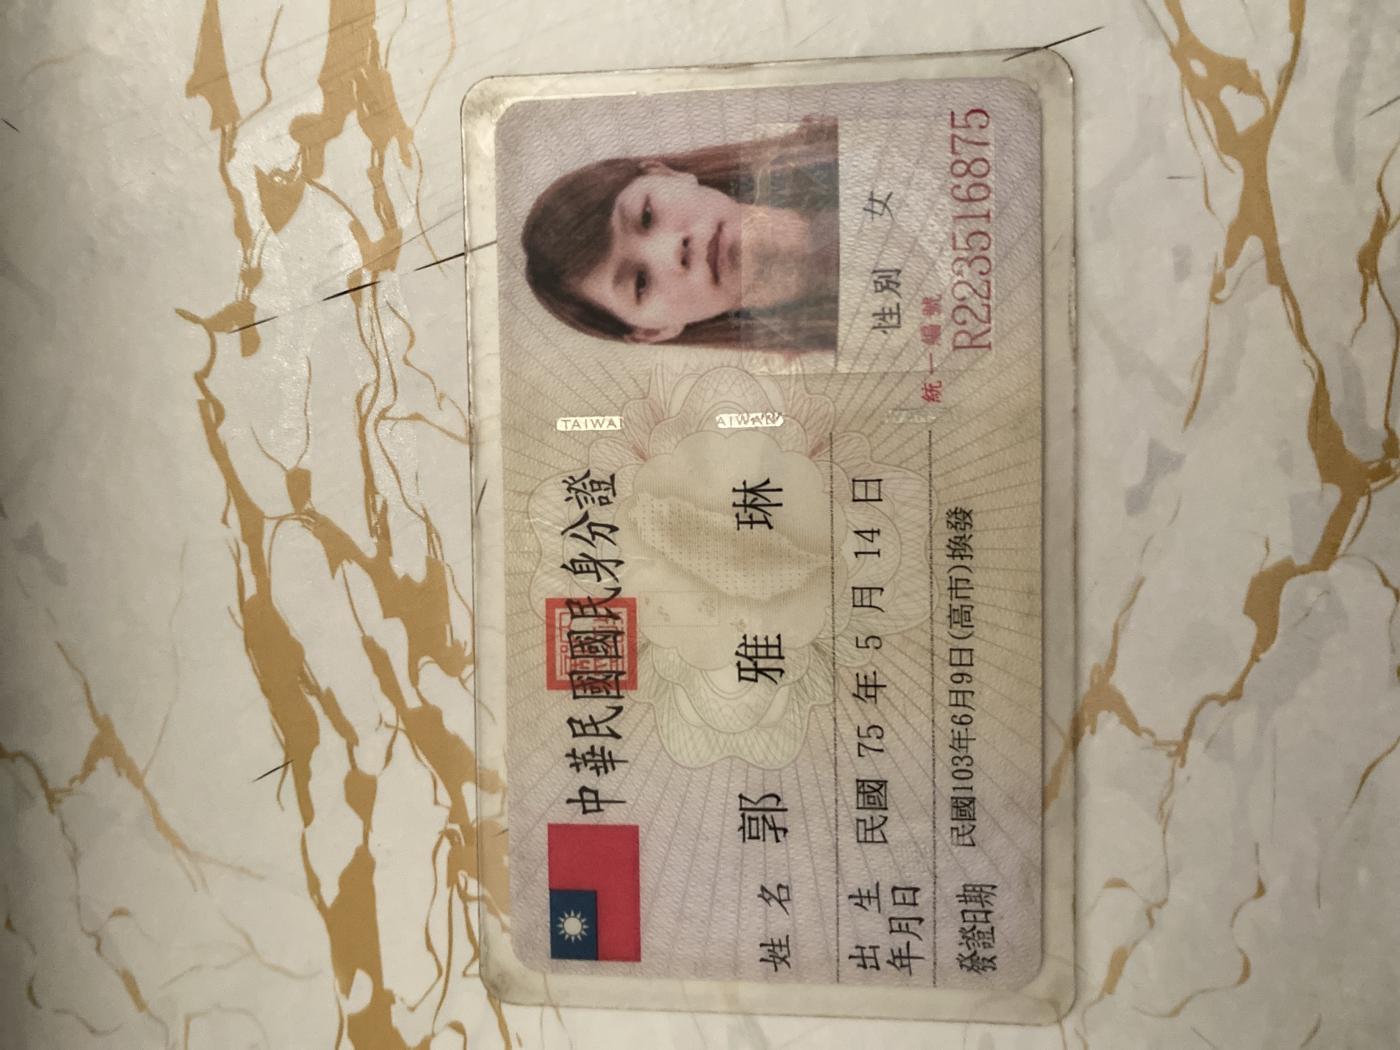 中華民國國民身分證
TAIWA
AIWAN
姓名 郭雅琳
出生年月日 民國 75 年 5 月 14 日
發證日期 民國103年6月9日(高市)換發
性別 女
統一編號
R223516875